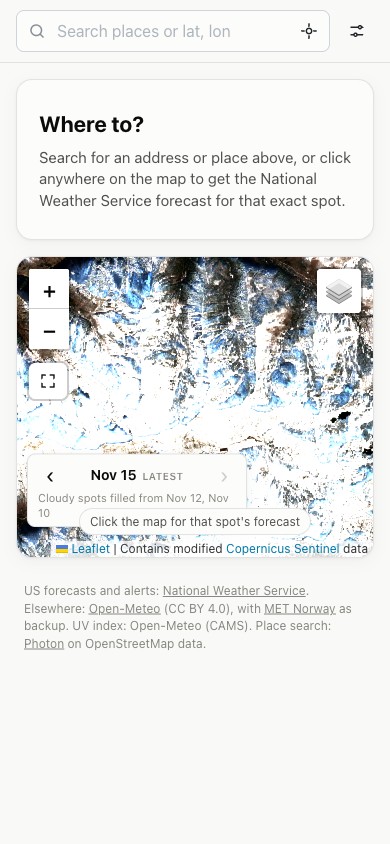 Search places or lat, lon
Where to?
Search for an address or place above, or click
anywhere on the map to get the National
Weather Service forecast for that exact spot.
+
−
Nov 15 LATEST
Cloudy spots filled from Nov 12, Nov
10
Click the map for that spot's forecast
Leaflet | Contains modified Copernicus Sentinel data
US forecasts and alerts: National Weather Service.
Elsewhere: Open-Meteo (CC BY 4.0), with MET Norway as
backup. UV index: Open-Meteo (CAMS). Place search:
Photon on OpenStreetMap data.